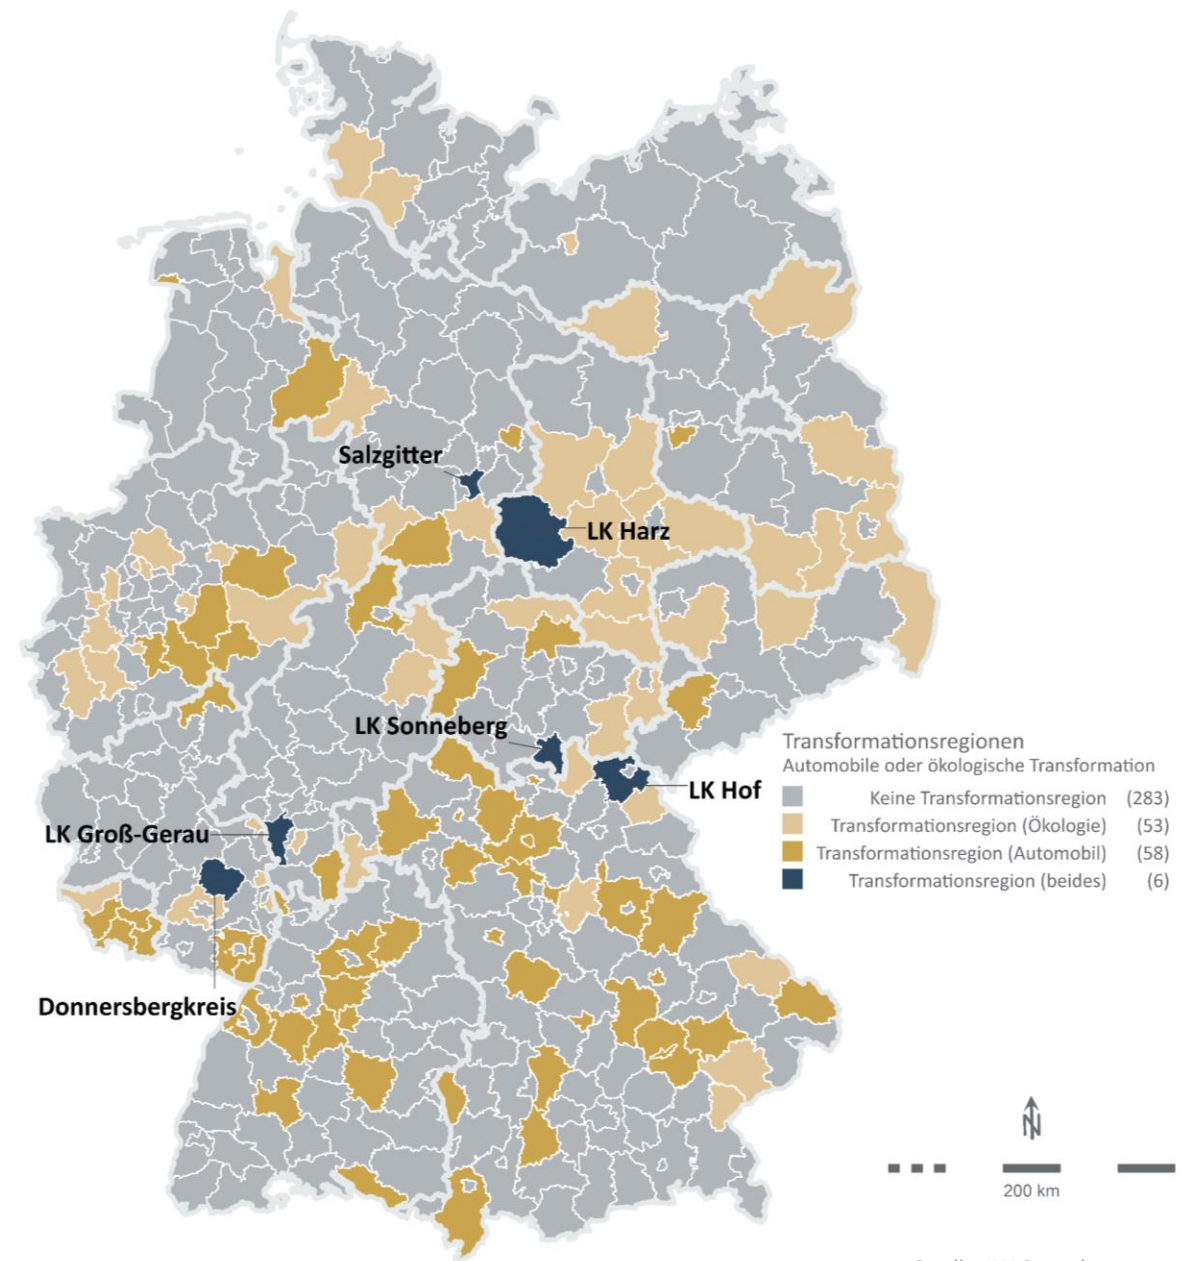 Salzgitter
LK Harz
LK Sonneberg
Transformationsregionen
Automobile oder ökologische Transformation
Keine Transformationsregion (283)
Transformationsregion (Ökologie) (53)
Transformationsregion (Automobil) (58)
Transformationsregion (beides) (6)
LK Hof
LK Groß-Gerau
Donnersbergkreis
N
200 km